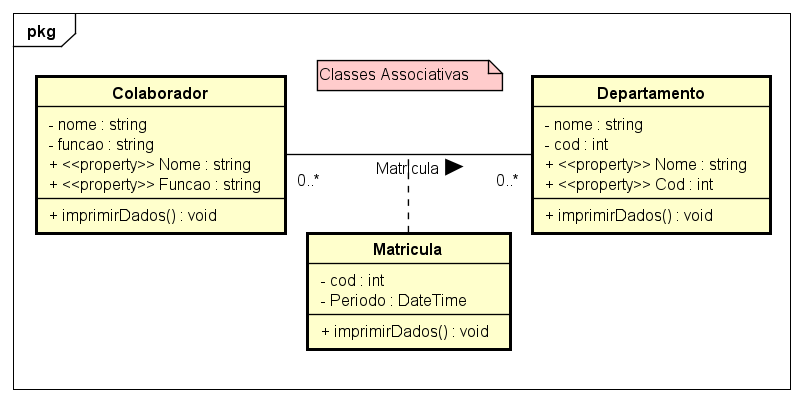 pkg
Classes Associativas
Colaborador
- nome : string
- funcao : string
+ <<property>> Nome : string
+ <<property>> Funcao : string
+ imprimirDados() : void
Matricula
0..*
0..*
Departamento
- nome : string
- cod : int
+ <<property>> Nome : string
+ <<property>> Cod : int
+ imprimirDados() : void
Matricula
- cod : int
- Periodo : DateTime
+ imprimirDados() : void